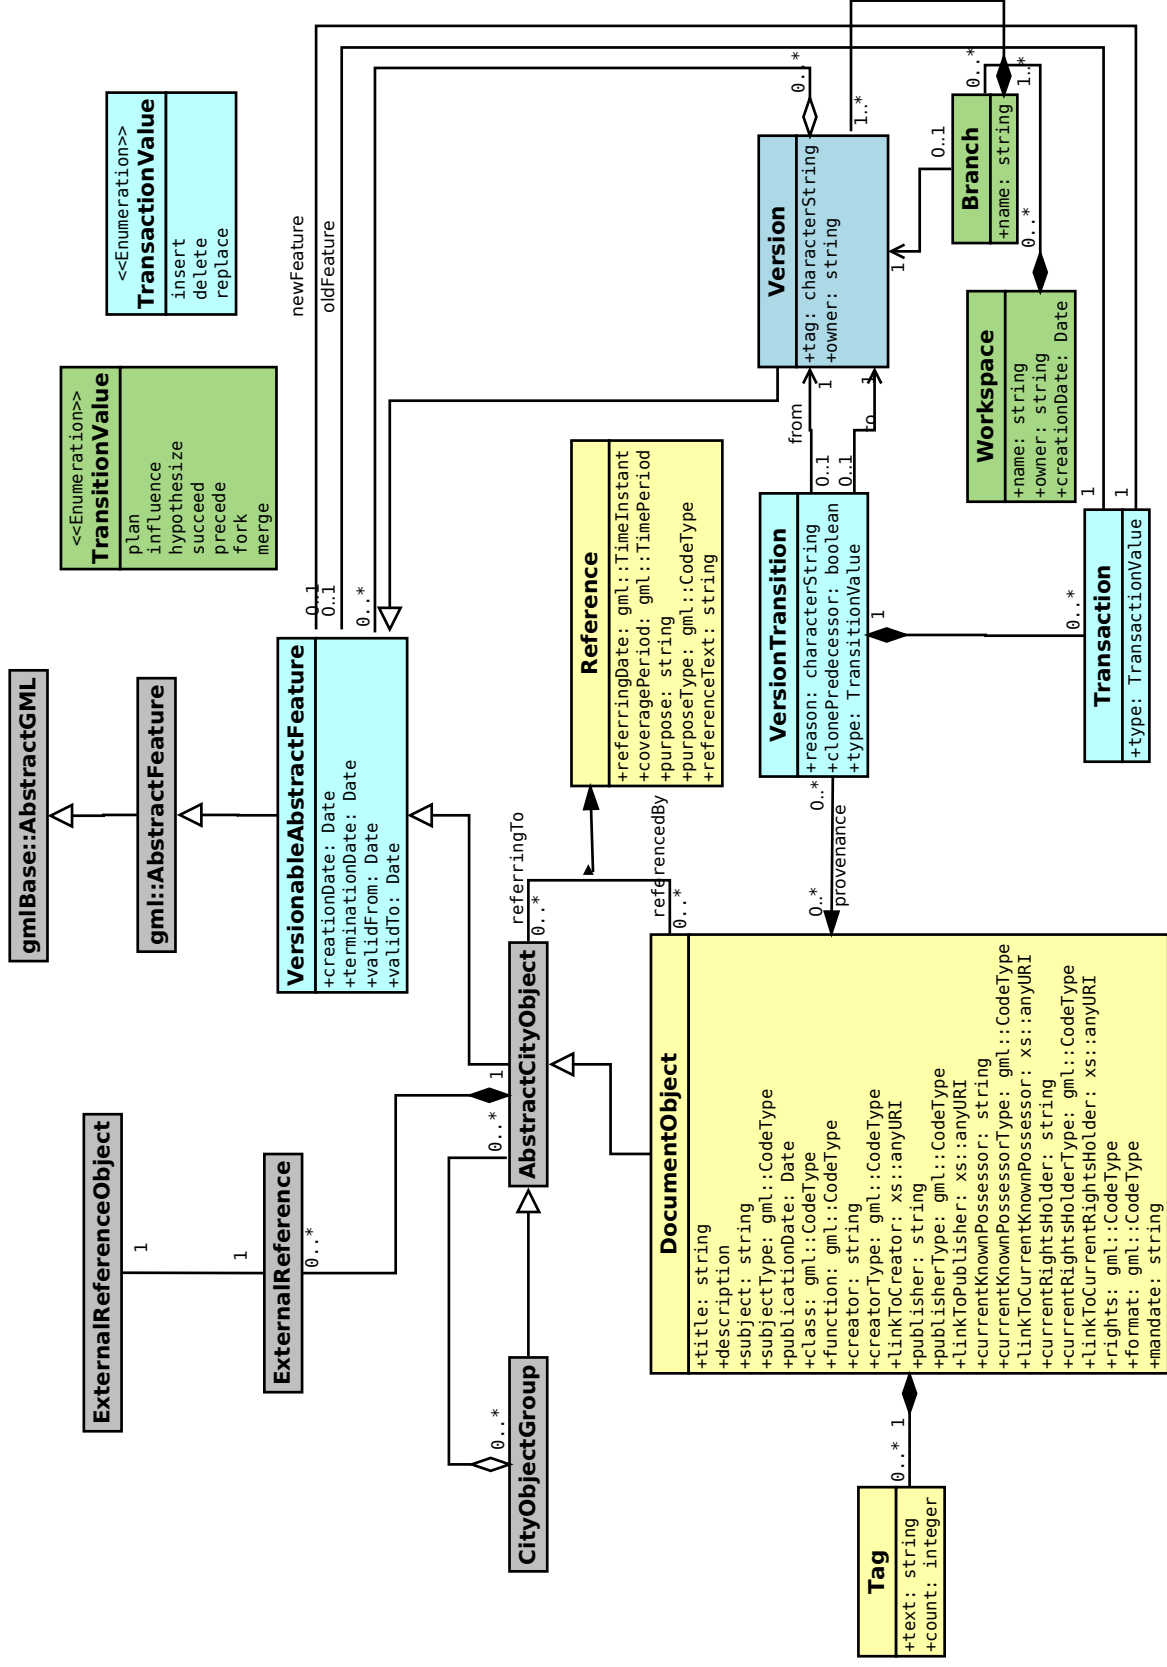 gmlBase::AbstractGML
gml::AbstractFeature
ExternalReferenceObject
1
1
ExternalReference
0..*
<<Enumeration>>
TransitionValue
plan
influence
hypothesize
succeed
precede
fork
merge
<<Enumeration>>
TransactionValue
insert
delete
replace
newFeature
oldFeature
0..1
0..1
0..*
VersionableAbstractFeature
+creationDate: Date
+terminationDate: Date
+validFrom: Date
+validTo: Date
CityObjectGroup
0..*
0..*
1
AbstractCityObject
referringTo
0..*
referencedBy
0..*
Reference
+referringDate: gml::TimeInstant
+coveragePeriod: gml::TimePeriod
+purpose: string
+purposeType: gml::CodeType
+referenceText: string
DocumentObject
+title: string
+description
+subject: string
+subjectType: gml::CodeType
+publicationDate: Date
+class: gml::CodeType
+function: gml::CodeType
+creator: string
+creatorType: gml::CodeType
+linkToCreator: xs::anyURI
+publisher: string
+publisherType: gml::CodeType
+linkToPublisher: xs::anyURI
+currentKnownPossessor: string
+currentKnownPossessorType: gml::CodeType
+linkToCurrentKnownPossessor: xs::anyURI
+currentRightsHolder: string
+currentRightsHolderType: gml::CodeType
+linkToCurrentRightsHolder: xs::anyURI
+rights: gml::CodeType
+format: gml::CodeType
+mandate: string
Tag
+text: string
+count: integer
0..*
1
0..*
0..*
provenance
VersionTransition
+reason: characterString
+clonePredecessor: boolean
+type: TransitionValue
0..1
0..1
from
to
1
1
1
0..*
Version
+tag: characterString
+owner: string
0..*
1..*
1
0..1
Branch
+name: string
0..*
1..*
0..*
Workspace
+name: string
+owner: string
+creationDate: Date
Transaction
+type: TransactionValue
1
1